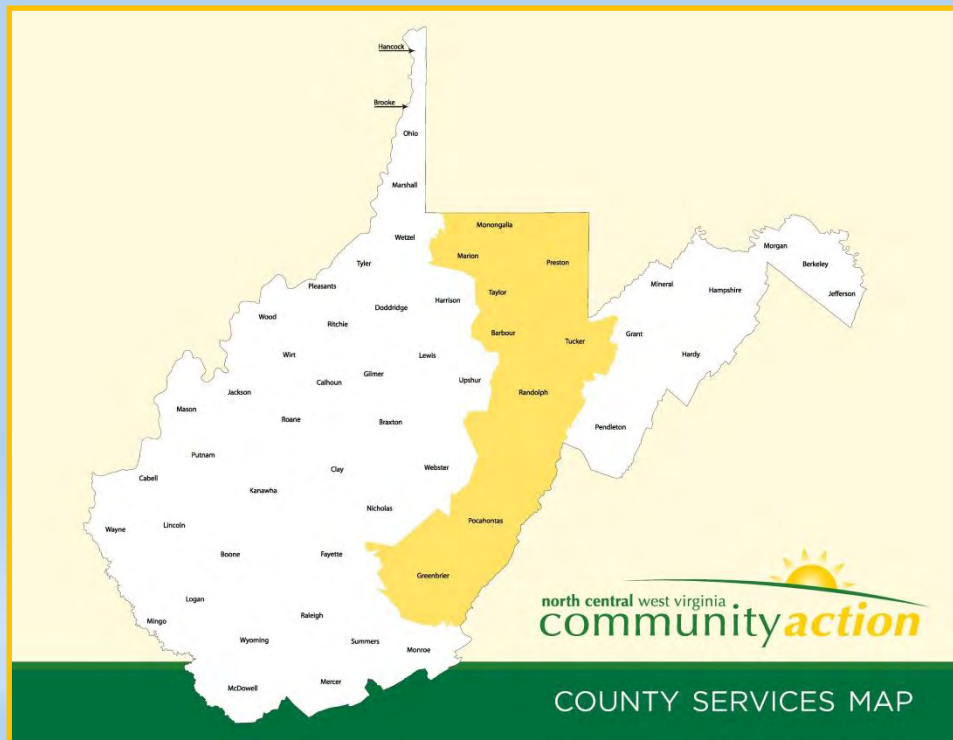 Hancock
Brooke
Ohio
Marshall
Monongalia
Wetzel
Marion
Morgan
Tyler
Preston
Berkeley
Pleasants
Mineral
Hampshire
Taylor
Jefferson
Harrison
Doddridge
Wood
Ritchie
Barbour
Grant
Tucker
Wirt
Lewis
Hardy
Gilmer
Calhoun
Upshur
Jackson
Randolph
Mason
Roane
Braxton
Pendleton
Putnam
Clay
Webster
Cabell
Kanawha
Nicholas
Pocahontas
Wayne
Lincoln
Boone
Fayette
Greenbrier
Logan
Raleigh
Mingo
Wyoming
Summers
Monroe
Mercer
McDowell
north central west virginia
community action
COUNTY SERVICES MAP